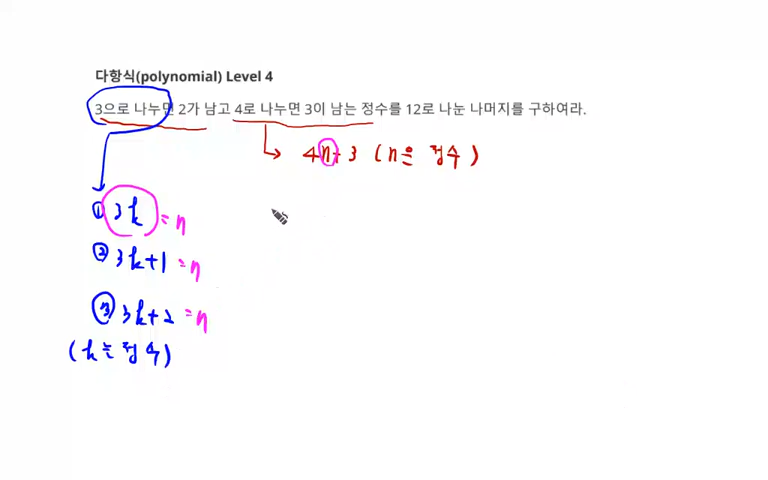 다항식(polynomial) Level 4
3으로 나누면 2가 남고 4로 나누면 3이 남는 정수를 12로 나눈 나머지를 구하여라.
4n+3 (n은 정수)
① 3k = n
② 3k+1 = n
③ 3k+2 = n
(k는 정수)